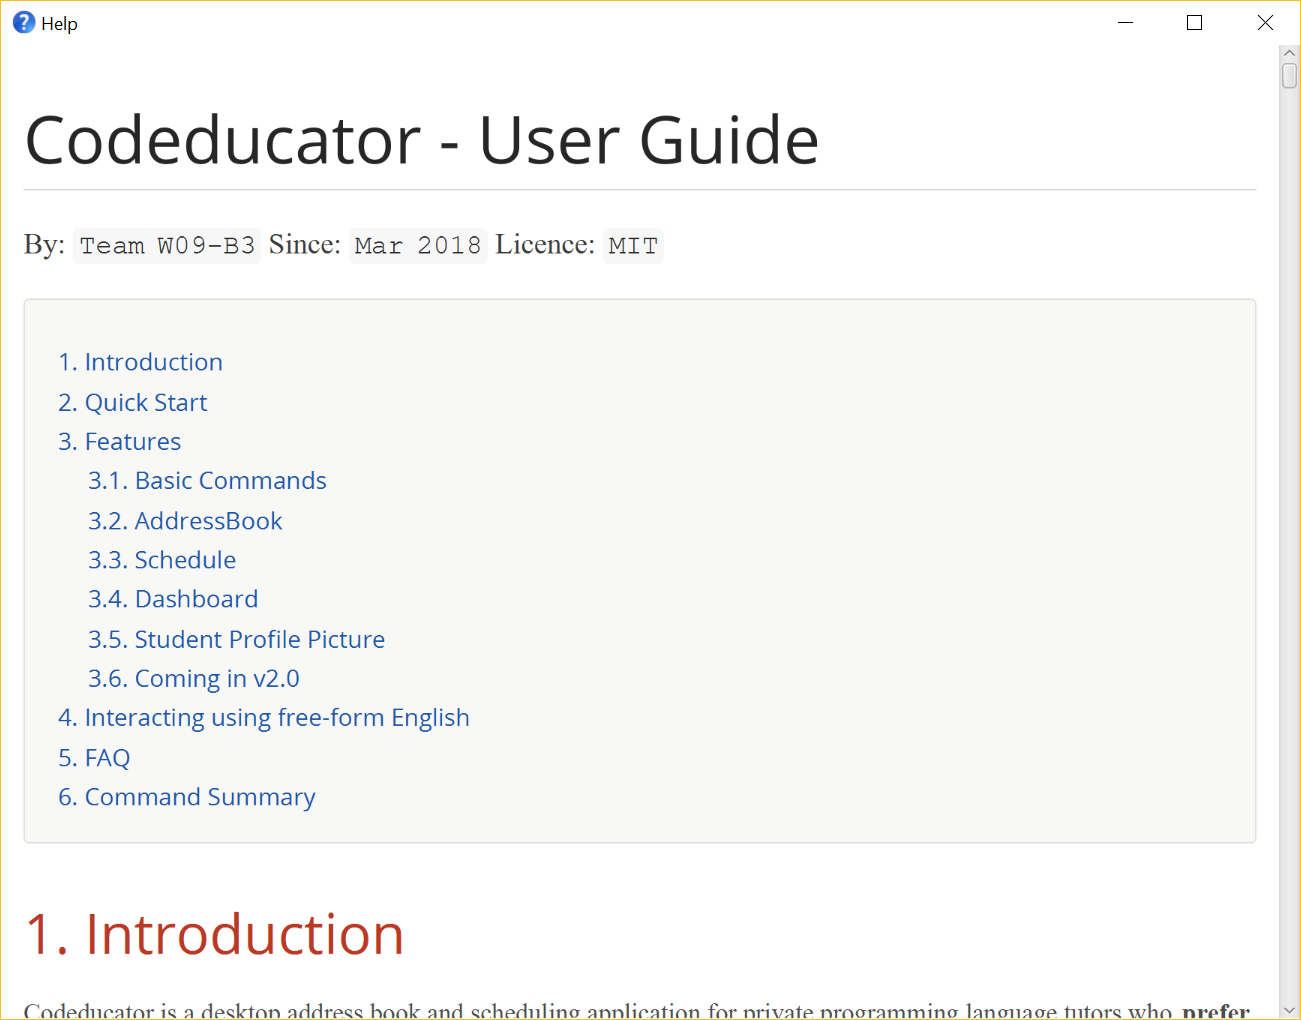 Help
Codeducator - User Guide
By: Team W09-B3 Since: Mar 2018 Licence: MIT
1. Introduction
2. Quick Start
3. Features
3.1. Basic Commands
3.2. AddressBook
3.3. Schedule
3.4. Dashboard
3.5. Student Profile Picture
3.6. Coming in v2.0
4. Interacting using free-form English
5. FAQ
6. Command Summary
1. Introduction
Codeducator is a desktop address book and scheduling application for private programming language tutors who prefer